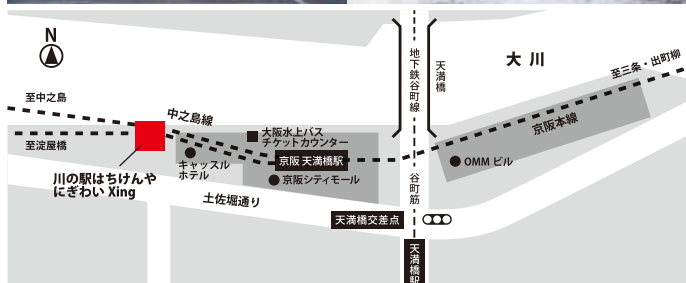 N
至中之島
至淀屋橋
中之島線
大阪水上バス
チケットカウンター
京阪 天満橋駅
キャッスル
ホテル
京阪シティモール
川の駅はちけんや
にぎわい Xing
土佐堀通り
地下鉄谷町線
天満橋
大川
至三条・出町柳
京阪本線
OMM ビル
谷町筋
天満橋交差点
天満橋駅